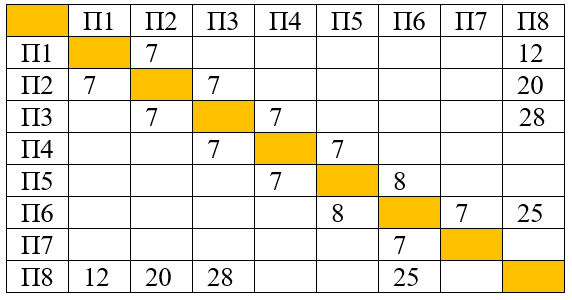 П1 П2 П3 П4 П5 П6 П7 П8
П1 7 12
П2 7 7 20
П3 7 7 28
П4 7 7
П5 7 8
П6 8 7 25
П7 7
П8 12 20 28 25